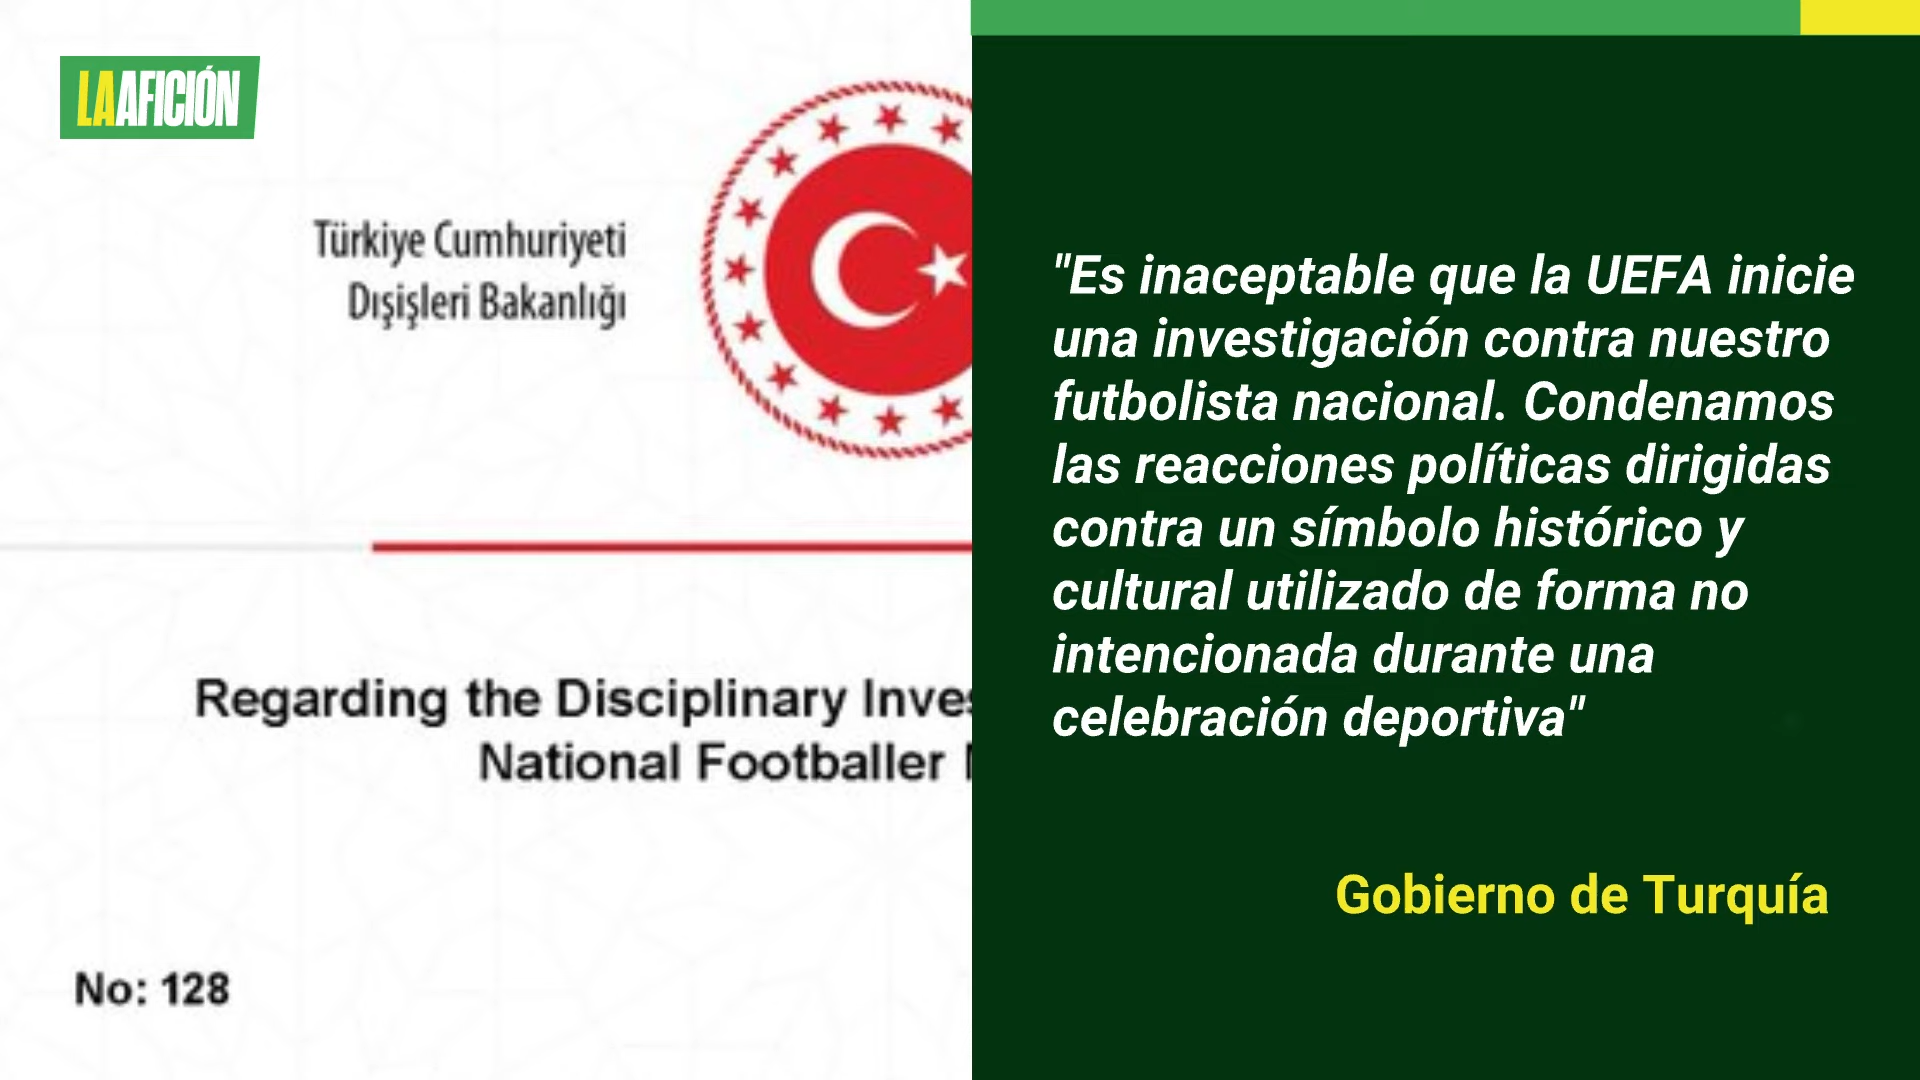 LAAFICIÓN
Türkiye Cumhuriyeti
Dışişleri Bakanlığı
Regarding the Disciplinary Inves
National Footballer
No: 128
"Es inaceptable que la UEFA inicie
una investigación contra nuestro
futbolista nacional. Condenamos
las reacciones políticas dirigidas
contra un símbolo histórico y
cultural utilizado de forma no
intencionada durante una
celebración deportiva"
Gobierno de Turquía